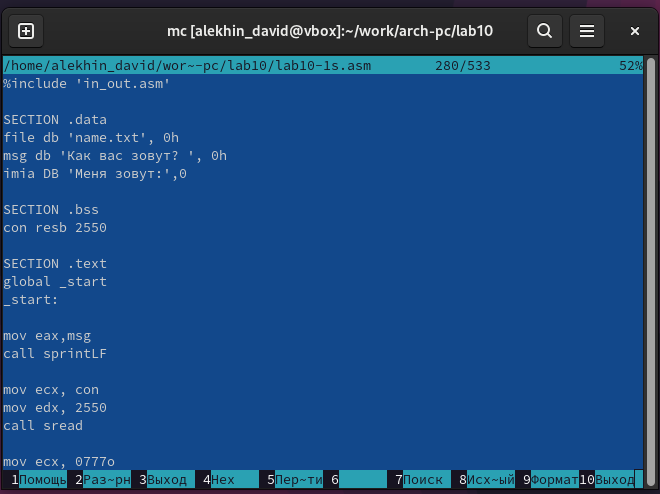 mc [alekhin_david@vbox]:~/work/arch-pc/lab10
/home/alekhin_david/wor~-pc/lab10/lab10-1s.asm 280/533 52%
%include 'in_out.asm'
SECTION .data
file db 'name.txt', 0h
msg db 'Как вас зовут? ', 0h
imia DB 'Меня зовут:',0
SECTION .bss
con resb 2550
SECTION .text
global _start
_start:
mov eax,msg
call sprintLF
mov ecx, con
mov edx, 2550
call sread
mov ecx, 0777o
1Помощь 2Раз~рн 3Выход 4Hex 5Пер~ти 6 7Поиск 8Исх~ый 9Формат 10Выход